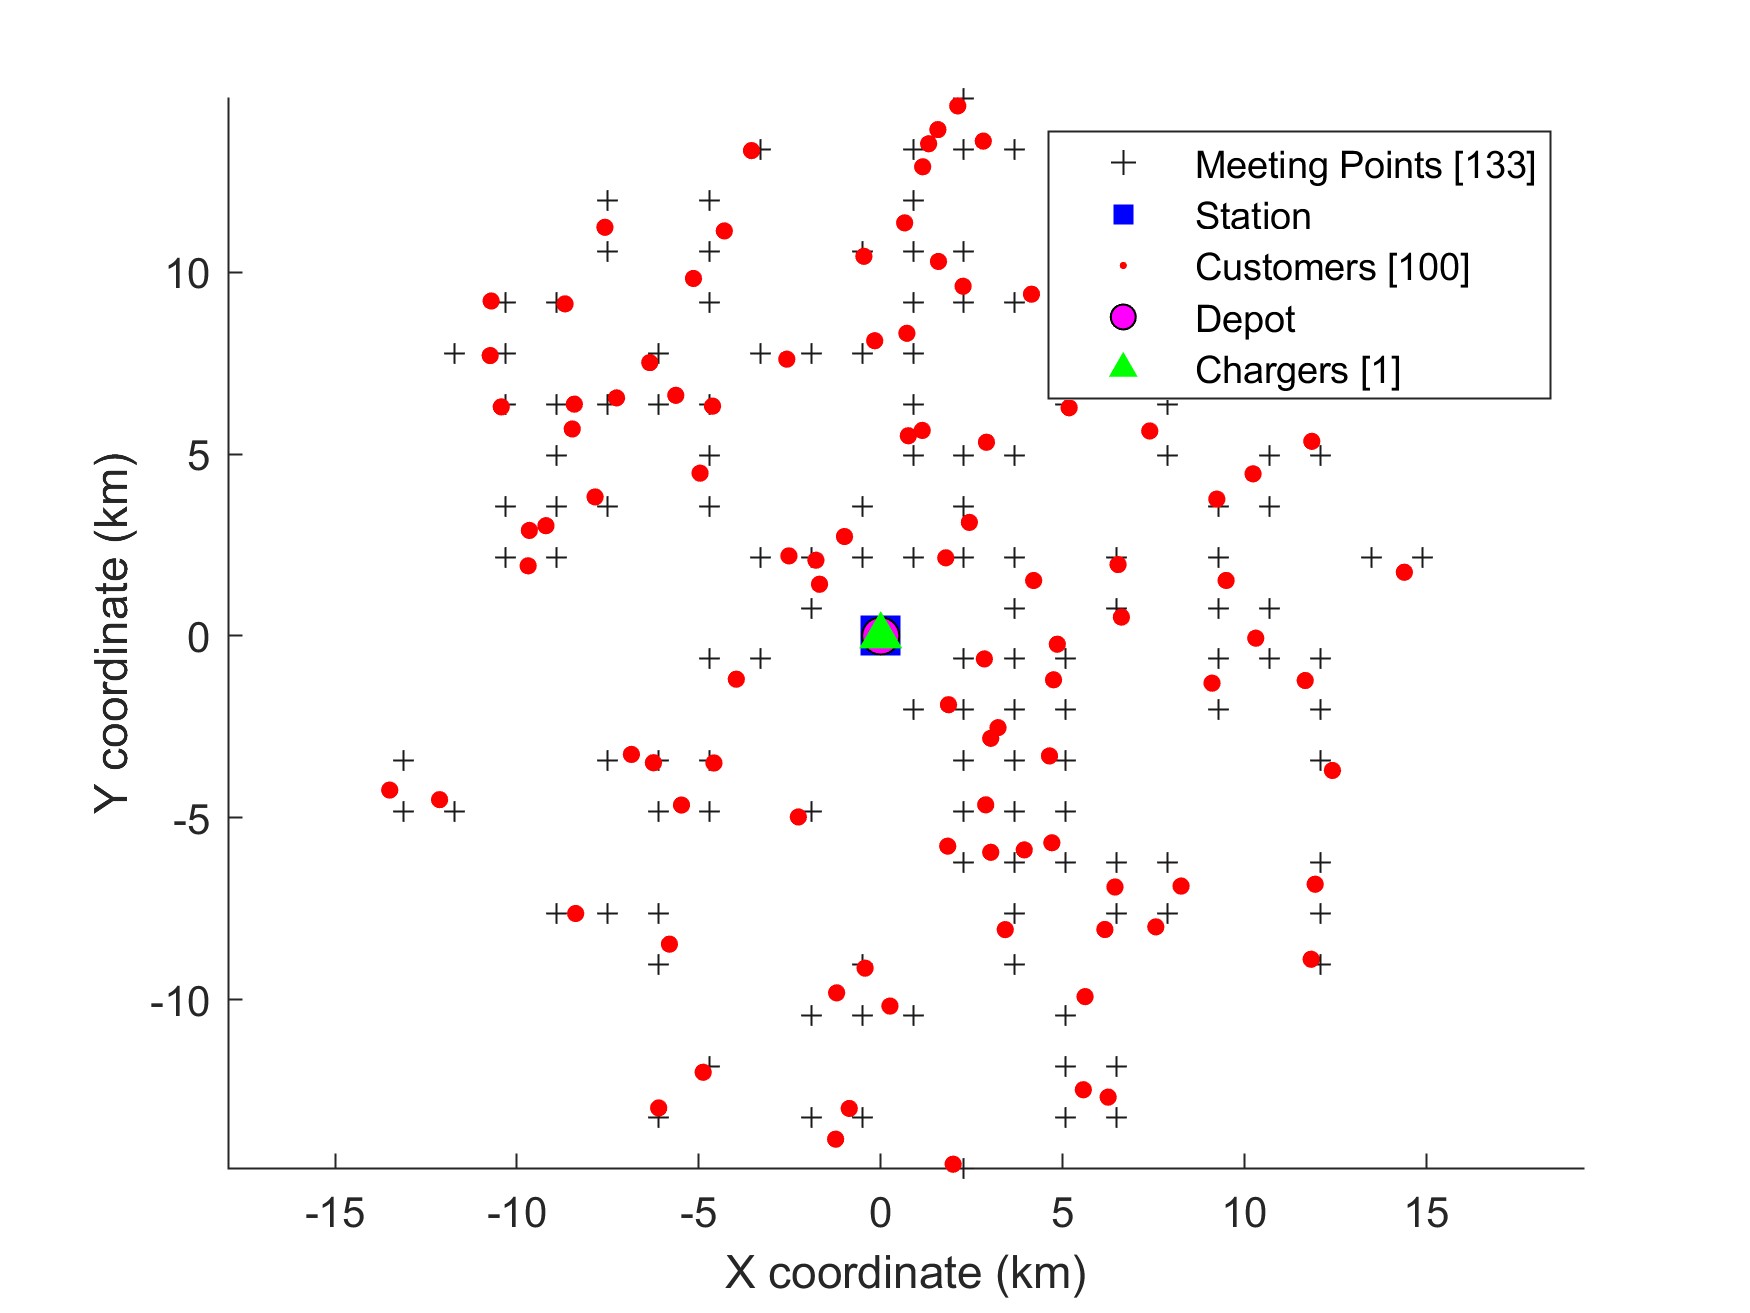 Meeting Points [133]
Station
Customers [100]
Depot
Chargers [1]
10
5
0
-5
-10
Y coordinate (km)
-15
-10
-5
0
5
10
15
X coordinate (km)